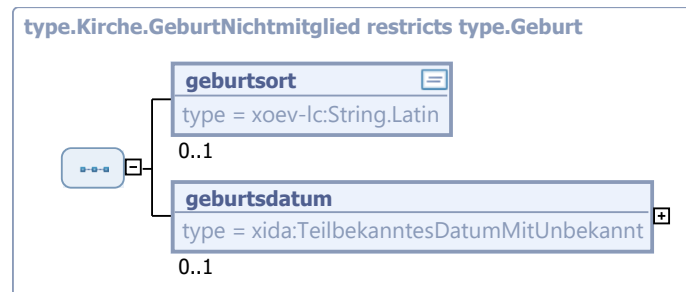 type.Kirche.GeburtNichtmitglied restricts type.Geburt
geburtsort
type = xoev-lc:String.Latin
0..1
geburtsdatum
type = xida:TeilbekanntesDatumMitUnbekannt
0..1